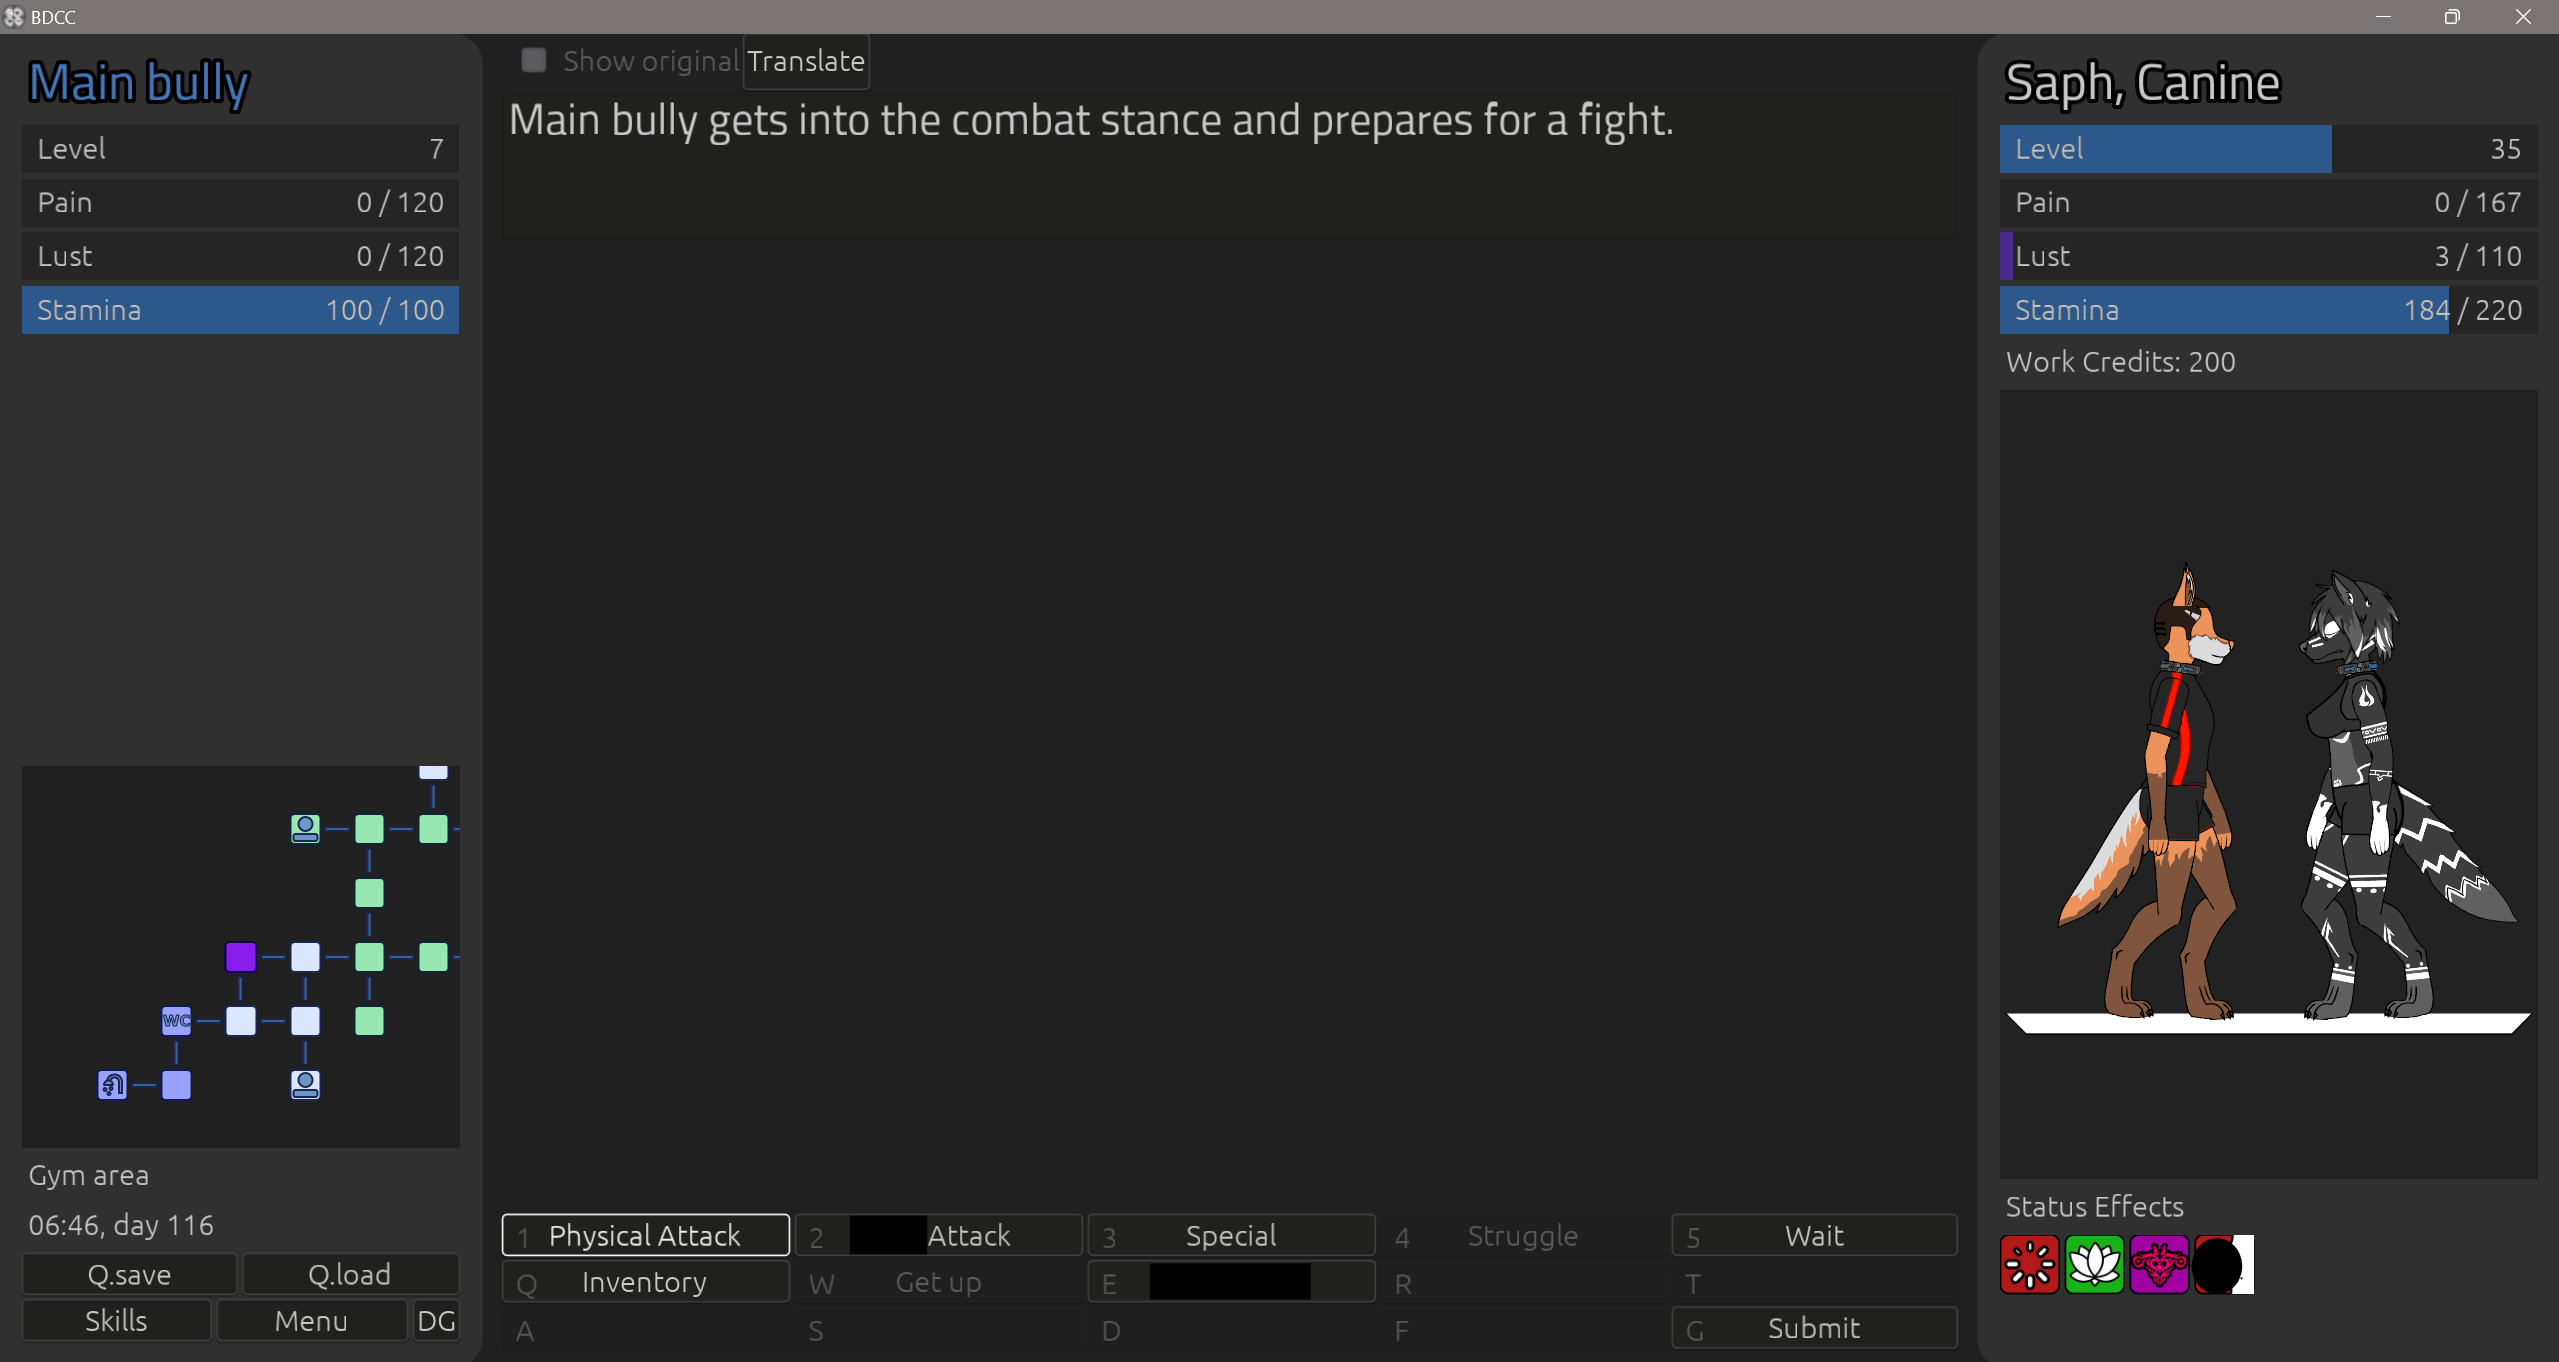 BDCC
Main bully
Level 7
Pain 0 / 120
Lust 0 / 120
Stamina 100 / 100
WC
Gym area
06:46, day 116
Q.save Q.load
Skills Menu DG
Show original Translate
Main bully gets into the combat stance and prepares for a fight.
1 Physical Attack 2 Attack 3 Special 4 Struggle 5 Wait
Q Inventory W Get up E R T
A S D F G Submit
Saph, Canine
Level 35
Pain 0 / 167
Lust 3 / 110
Stamina 184 / 220
Work Credits: 200
Status Effects